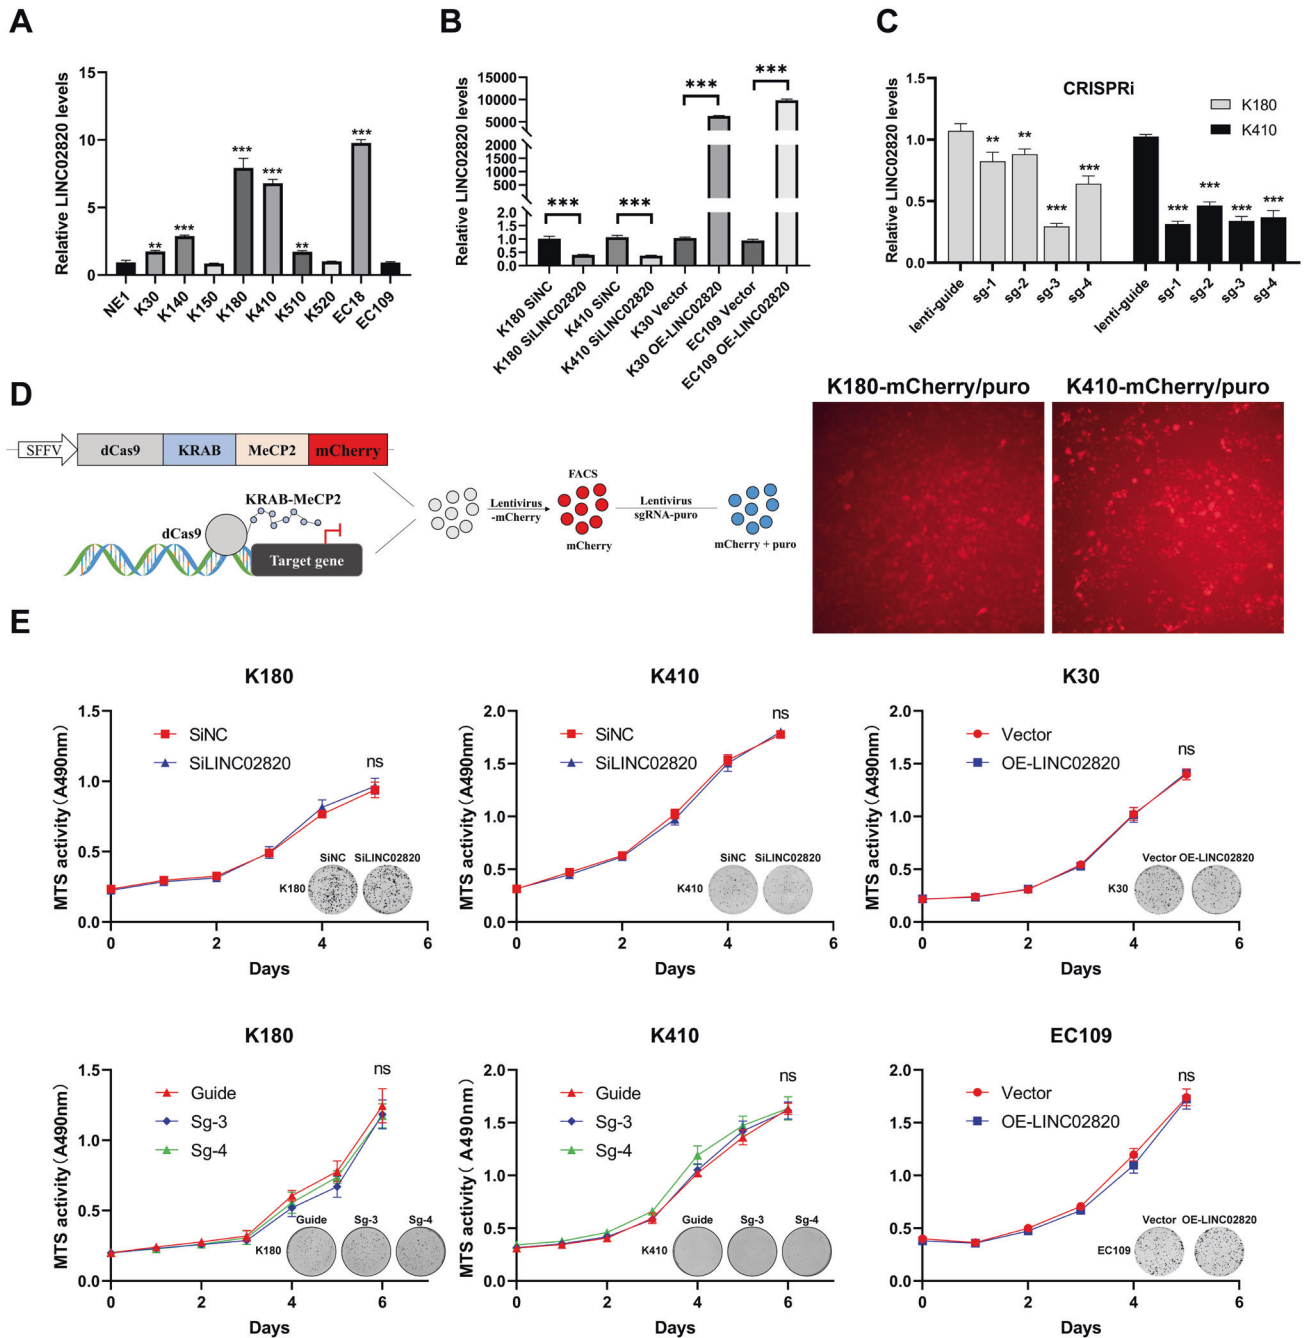 A
Relative LINC02820 levels
15
10
5
0
**
***
***
***
**
***
NE1
K30
K140
K150
K180
K410
K510
K520
EC18
EC109
B
Relative LINC02820 levels
15000
10000
5000
2000
1500
1000
500
2.0
1.5
1.0
0.5
0.0
***
***
***
***
K180 SiNC
K180 SiLINC02820
K410 SiNC
K410 SiLINC02820
K30 Vector
K30 OE-LINC02820
EC109 Vector
EC109 OE-LINC02820
C
Relative LINC02820 levels
CRISPRi
K180
K410
1.5
1.0
0.5
0.0
**
**
***
***
***
***
***
***
lenti-guide
sg-1
sg-2
sg-3
sg-4
lenti-guide
sg-1
sg-2
sg-3
sg-4
D
SFFV
dCas9
KRAB
MeCP2
mCherry
KRAB-MeCP2
dCas9
Target gene
Lentivirus
-mCherry
FACS
mCherry
Lentivirus
sgRNA-puro
mCherry + puro
K180-mCherry/puro
K410-mCherry/puro
E
K180
MTS activity（A490nm）
1.5
1.0
0.5
0.0
SiNC
SiLINC02820
ns
SiNC SiLINC02820
K180
0 2 4 6
Days
K410
MTS activity（A490nm）
2.0
1.5
1.0
0.5
0.0
SiNC
SiLINC02820
ns
SiNC SiLINC02820
K410
0 2 4 6
Days
K30
MTS activity（A490nm）
2.0
1.5
1.0
0.5
0.0
Vector
OE-LINC02820
ns
Vector OE-LINC02820
K30
0 2 4 6
Days
K180
MTS activity（A490nm）
1.5
1.0
0.5
0.0
Guide
Sg-3
Sg-4
ns
Guide Sg-3 Sg-4
K180
0 2 4 6
Days
K410
MTS activity（A490nm）
2.0
1.5
1.0
0.5
0.0
Guide
Sg-3
Sg-4
ns
Guide Sg-3 Sg-4
K410
0 2 4 6
Days
EC109
MTS activity（A490nm）
2.0
1.5
1.0
0.5
0.0
Vector
OE-LINC02820
ns
Vector OE-LINC02820
EC109
0 2 4 6
Days